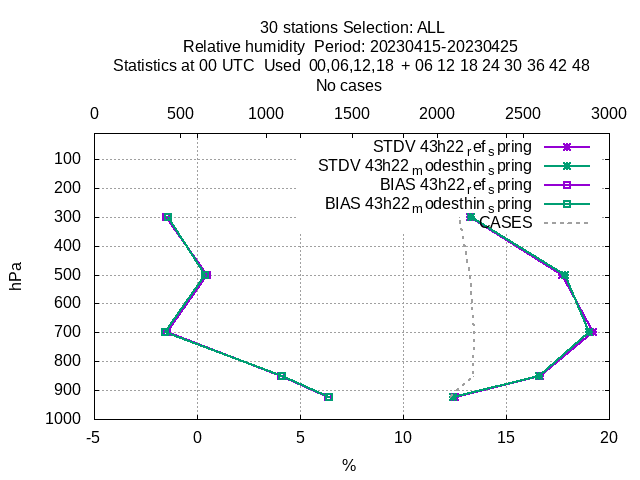 30 stations Selection: ALL
Relative humidity  Period: 20230415-20230425
Statistics at 00 UTC  Used  00,06,12,18  + 06 12 18 24 30 36 42 48
No cases
0 500 1000 1500 2000 2500 3000
STDV 43h22_ref_spring
STDV 43h22_modesthin_spring
BIAS 43h22_ref_spring
BIAS 43h22_modesthin_spring
CASES
100
200
300
400
500
600
700
800
900
1000
hPa
-5 0 5 10 15 20
%